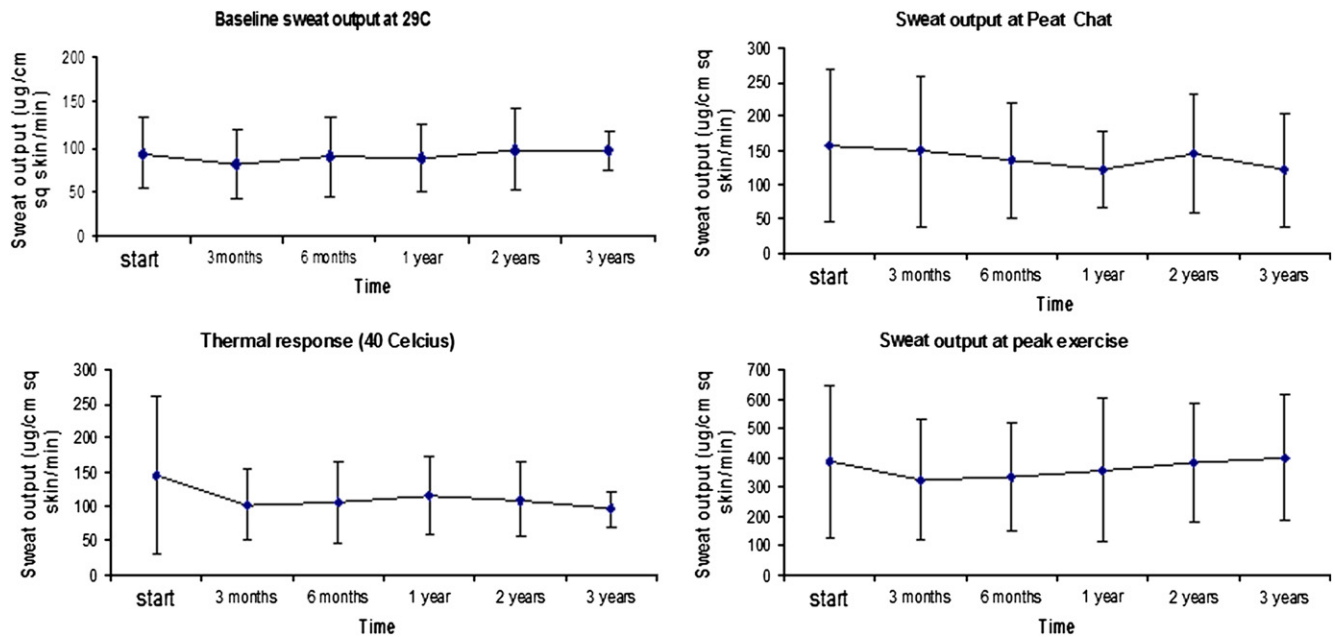 Baseline sweat output at 29C
Sweat output (ug/cm
sq skin/min)
200
150
100
50
0
start 3 months 6 months 1 year 2 years 3 years
Time
Sweat output at Peat Chat
Sweat output (ug/cm sq
skin/min)
300
250
200
150
100
50
0
start 3 months 6 months 1 year 2 years 3 years
Time
Thermal response (40 Celcius)
Sweat output (ug/cm sq
skin/min)
300
250
200
150
100
50
0
start 3 months 6 months 1 year 2 years 3 years
Time
Sweat output at peak exercise
Sweat output (ug/cm sq
skin/min)
700
600
500
400
300
200
100
0
start 3 months 6 months 1 year 2 years 3 years
Time